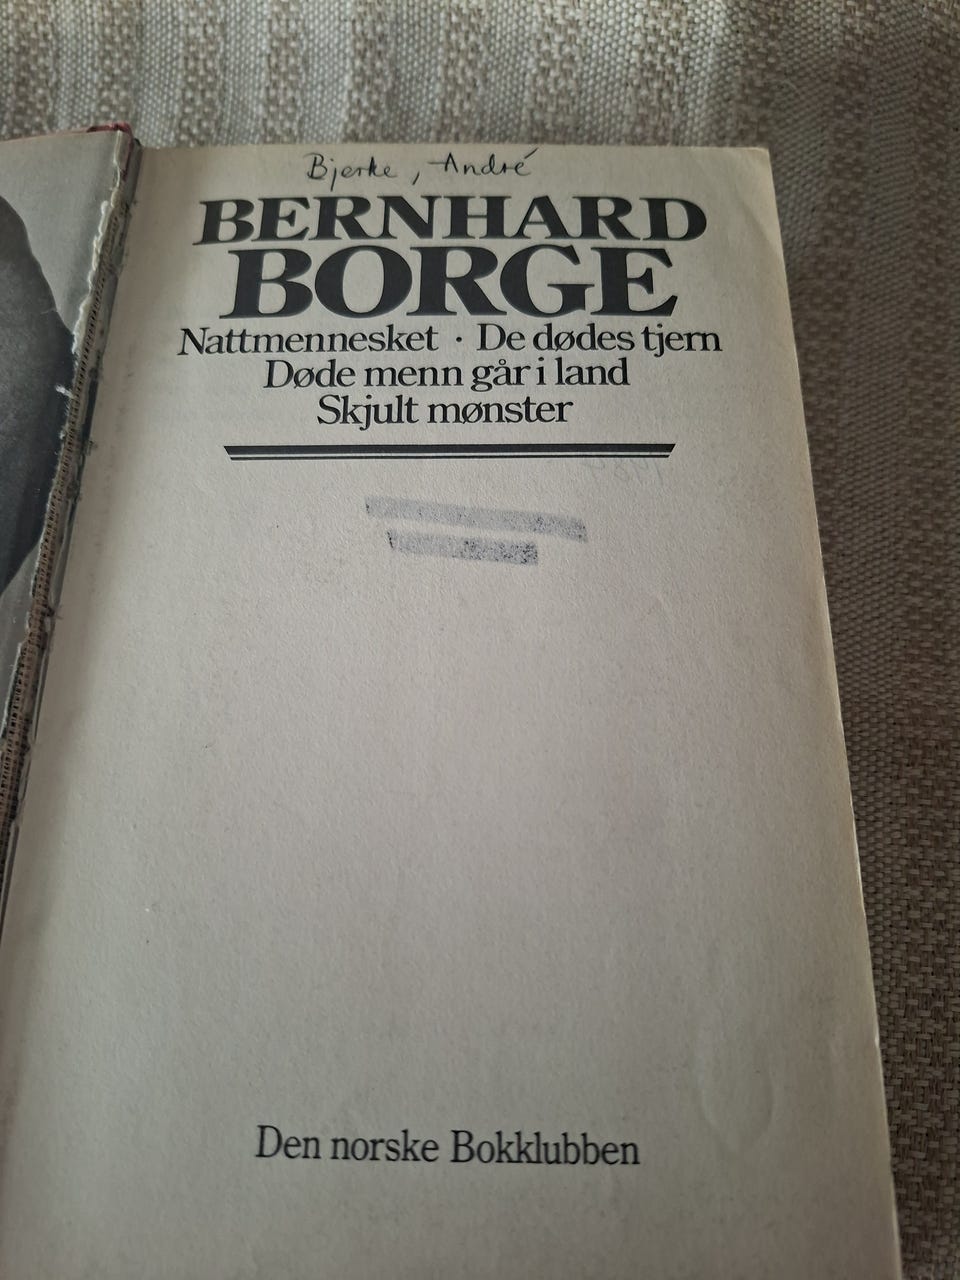 Bjerke, André
BERNHARD
BORGE
Nattmennesket · De dødes tjern
Døde menn går i land
Skjult mønster
Den norske Bokklubben